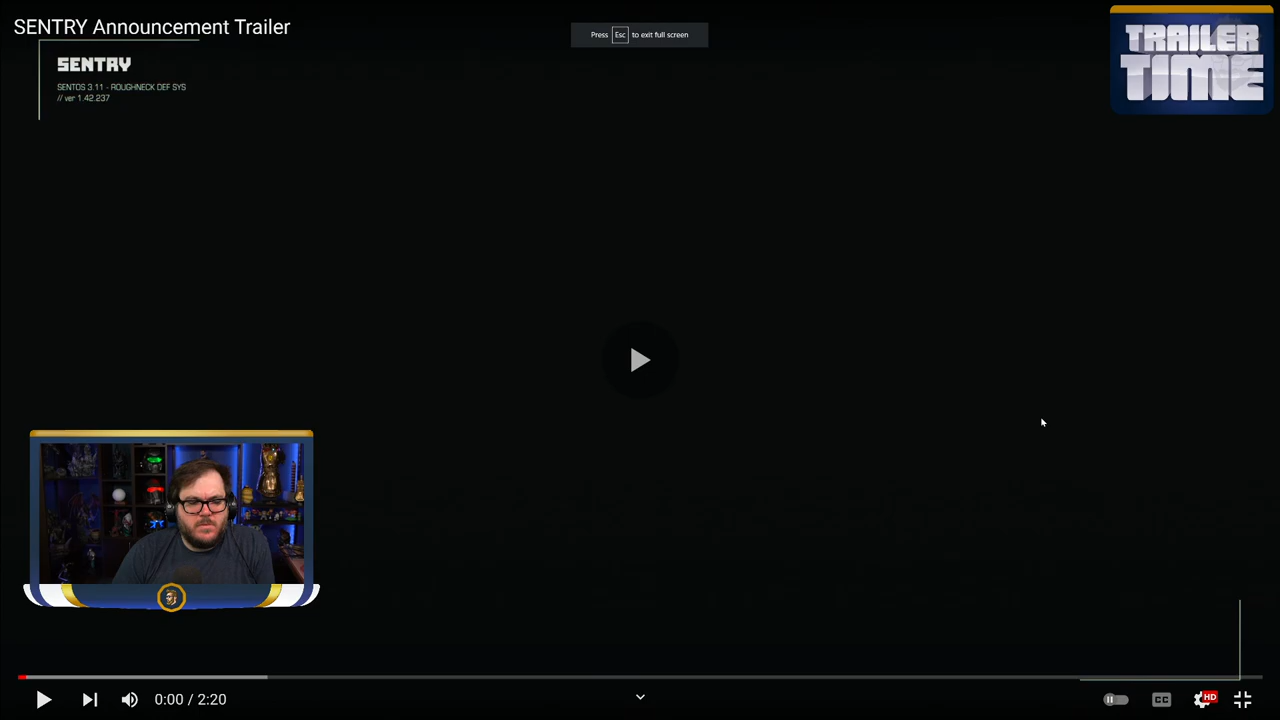 SENTRY Announcement Trailer
Press Esc to exit full screen
TRAILER
TIME
SENTRY
SENTOS 3.11 - ROUGHNECK DEF SYS
// ver 1.42.237
0:00 / 2:20
CC
HD